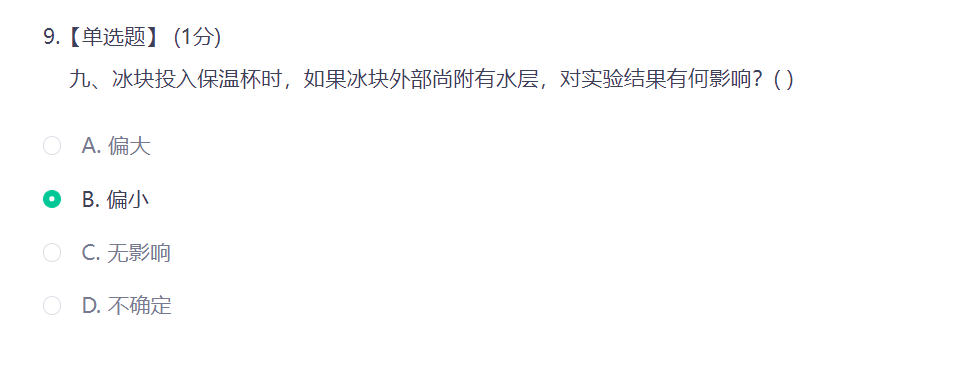 9.【单选题】 (1分)
九、冰块投入保温杯时，如果冰块外部尚附有水层，对实验结果有何影响？( )
A. 偏大
B. 偏小
C. 无影响
D. 不确定